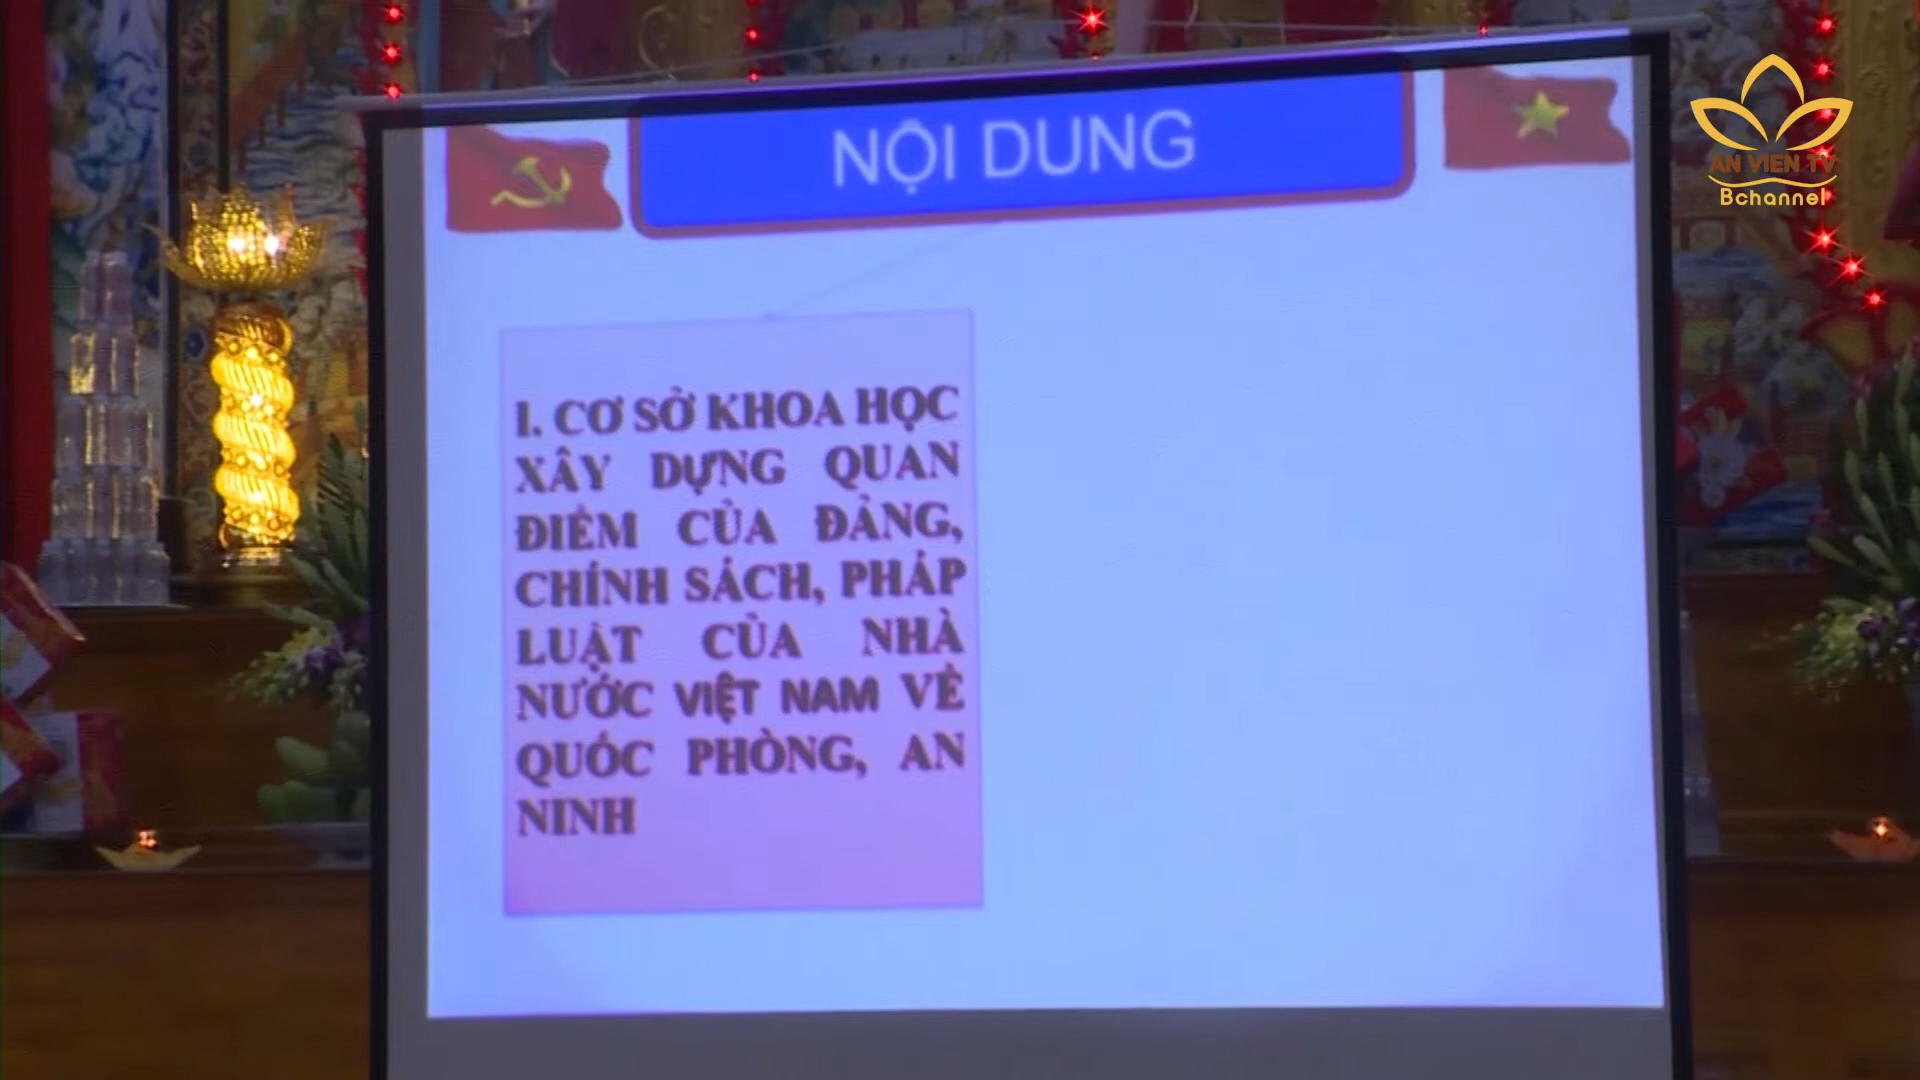 NỘI DUNG
AN VIEN TV
Bchannel
I. CƠ SỞ KHOA HỌC
XÂY DỰNG QUAN
ĐIỂM CỦA ĐẢNG,
CHÍNH SÁCH, PHÁP
LUẬT CỦA NHÀ
NƯỚC VIỆT NAM VỀ
QUỐC PHÒNG, AN
NINH